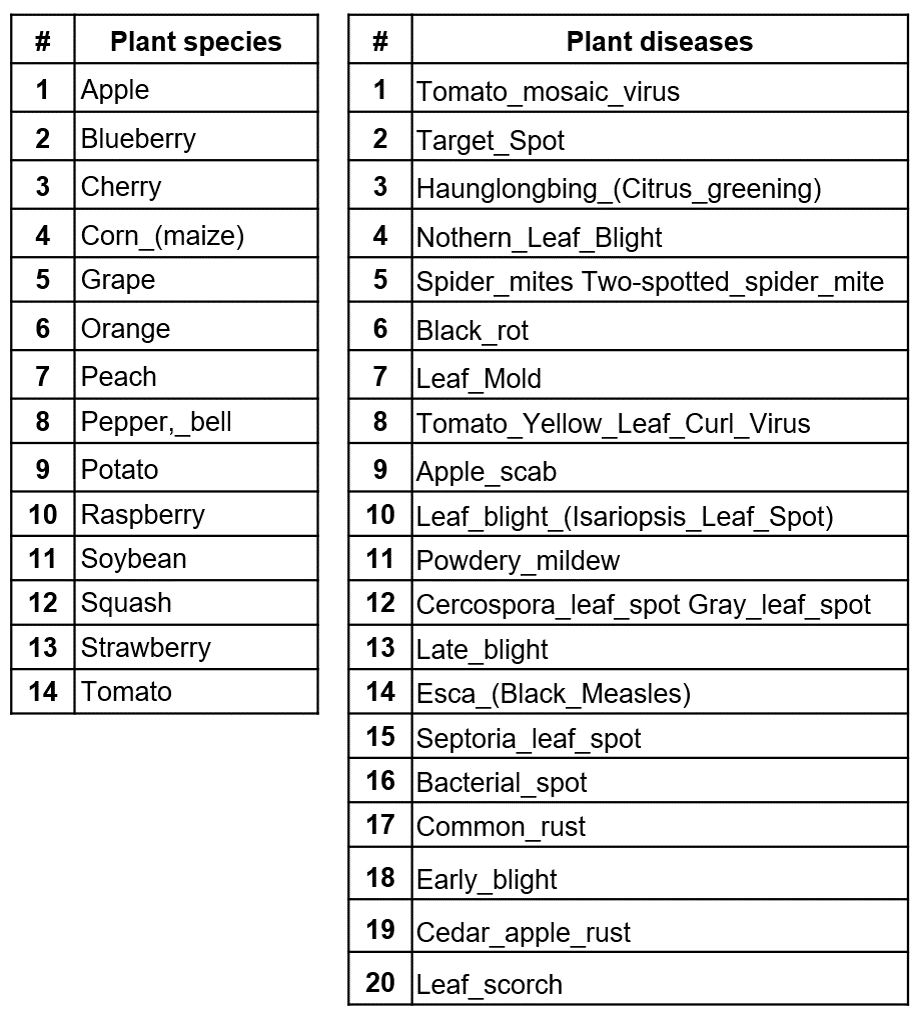 # Plant species
1 Apple
2 Blueberry
3 Cherry
4 Corn_(maize)
5 Grape
6 Orange
7 Peach
8 Pepper,_bell
9 Potato
10 Raspberry
11 Soybean
12 Squash
13 Strawberry
14 Tomato
# Plant diseases
1 Tomato_mosaic_virus
2 Target_Spot
3 Haunglongbing_(Citrus_greening)
4 Nothern_Leaf_Blight
5 Spider_mites Two-spotted_spider_mite
6 Black_rot
7 Leaf_Mold
8 Tomato_Yellow_Leaf_Curl_Virus
9 Apple_scab
10 Leaf_blight_(Isariopsis_Leaf_Spot)
11 Powdery_mildew
12 Cercospora_leaf_spot Gray_leaf_spot
13 Late_blight
14 Esca_(Black_Measles)
15 Septoria_leaf_spot
16 Bacterial_spot
17 Common_rust
18 Early_blight
19 Cedar_apple_rust
20 Leaf_scorch